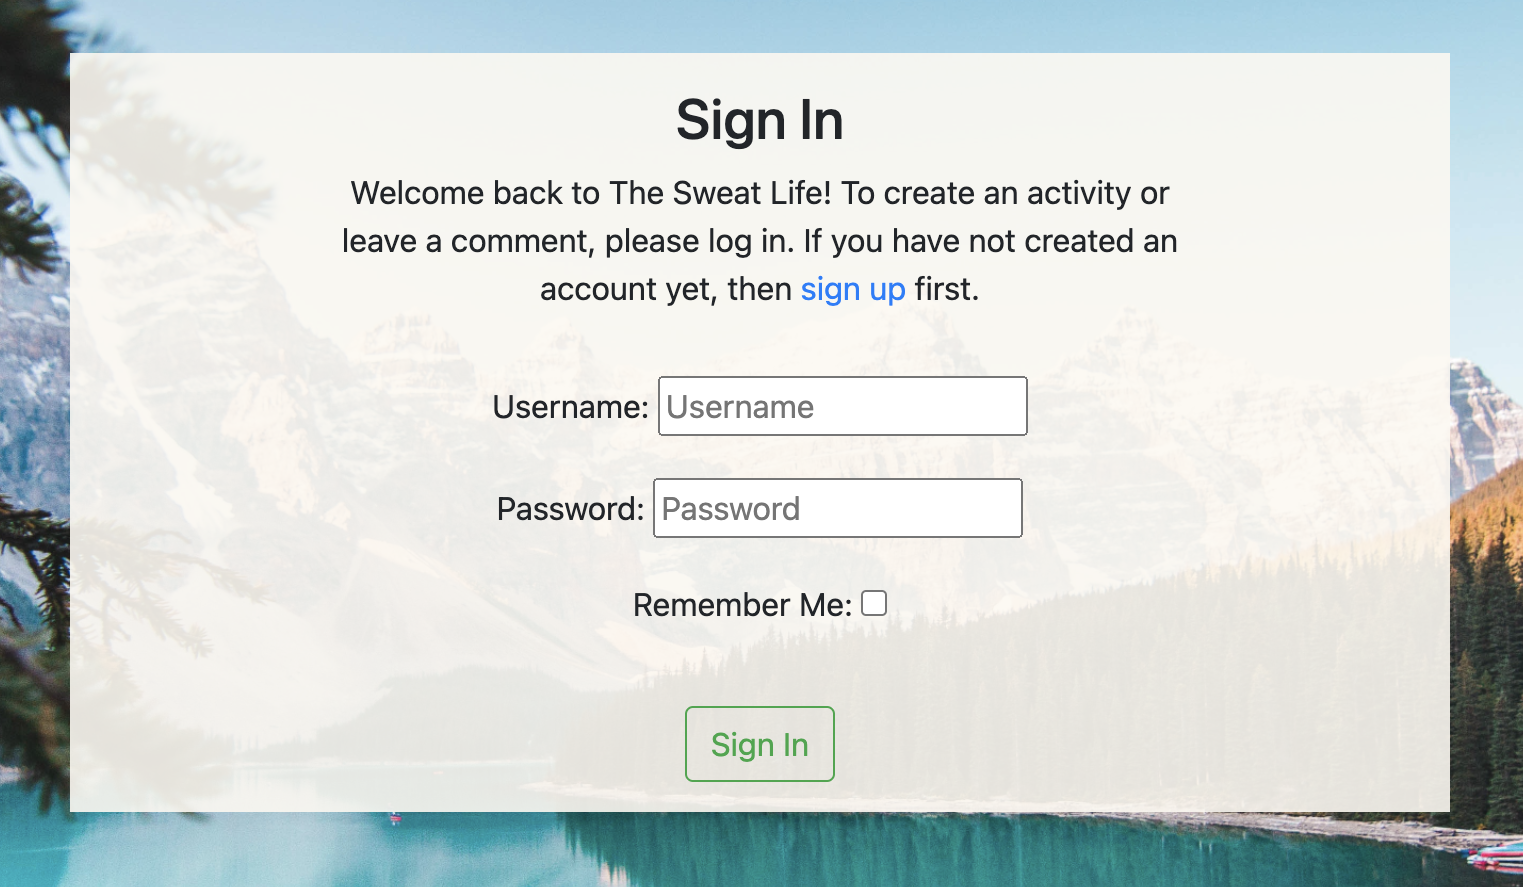 Sign In
Welcome back to The Sweat Life! To create an activity or
leave a comment, please log in. If you have not created an
account yet, then sign up first.
Username: Username
Password: Password
Remember Me:
Sign In